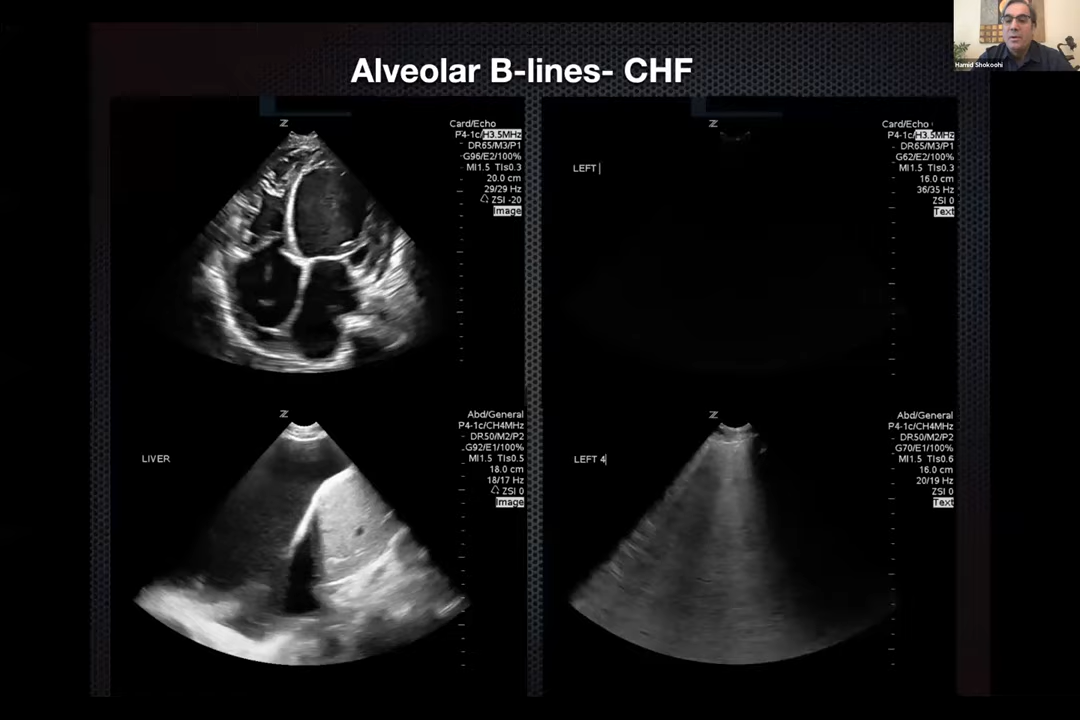 Hamid Shokoohi
Alveolar B-lines- CHF
Z
Card/Echo
P4-1c/H3.5MHz
DR65/M3/P1
G96/E2/100%
MI1.5 TIs0.3
20.0 cm
29/29 Hz
ZSI -20
Image
Z
LEFT
Card/Echo
P4-1c/H3.5MHz
DR65/M3/P1
G62/E2/100%
MI1.5 TIs0.3
16.0 cm
36/35 Hz
ZSI 0
Text
Z
LIVER
Abd/General
P4-1c/CH4MHz
DR50/M2/P2
G92/E1/100%
MI1.5 TIs0.5
18.0 cm
18/17 Hz
ZSI 0
Image
Z
LEFT 4
Abd/General
P4-1c/CH4MHz
DR50/M2/P2
G70/E1/100%
MI1.5 TIs0.6
16.0 cm
20/19 Hz
ZSI 0
Text